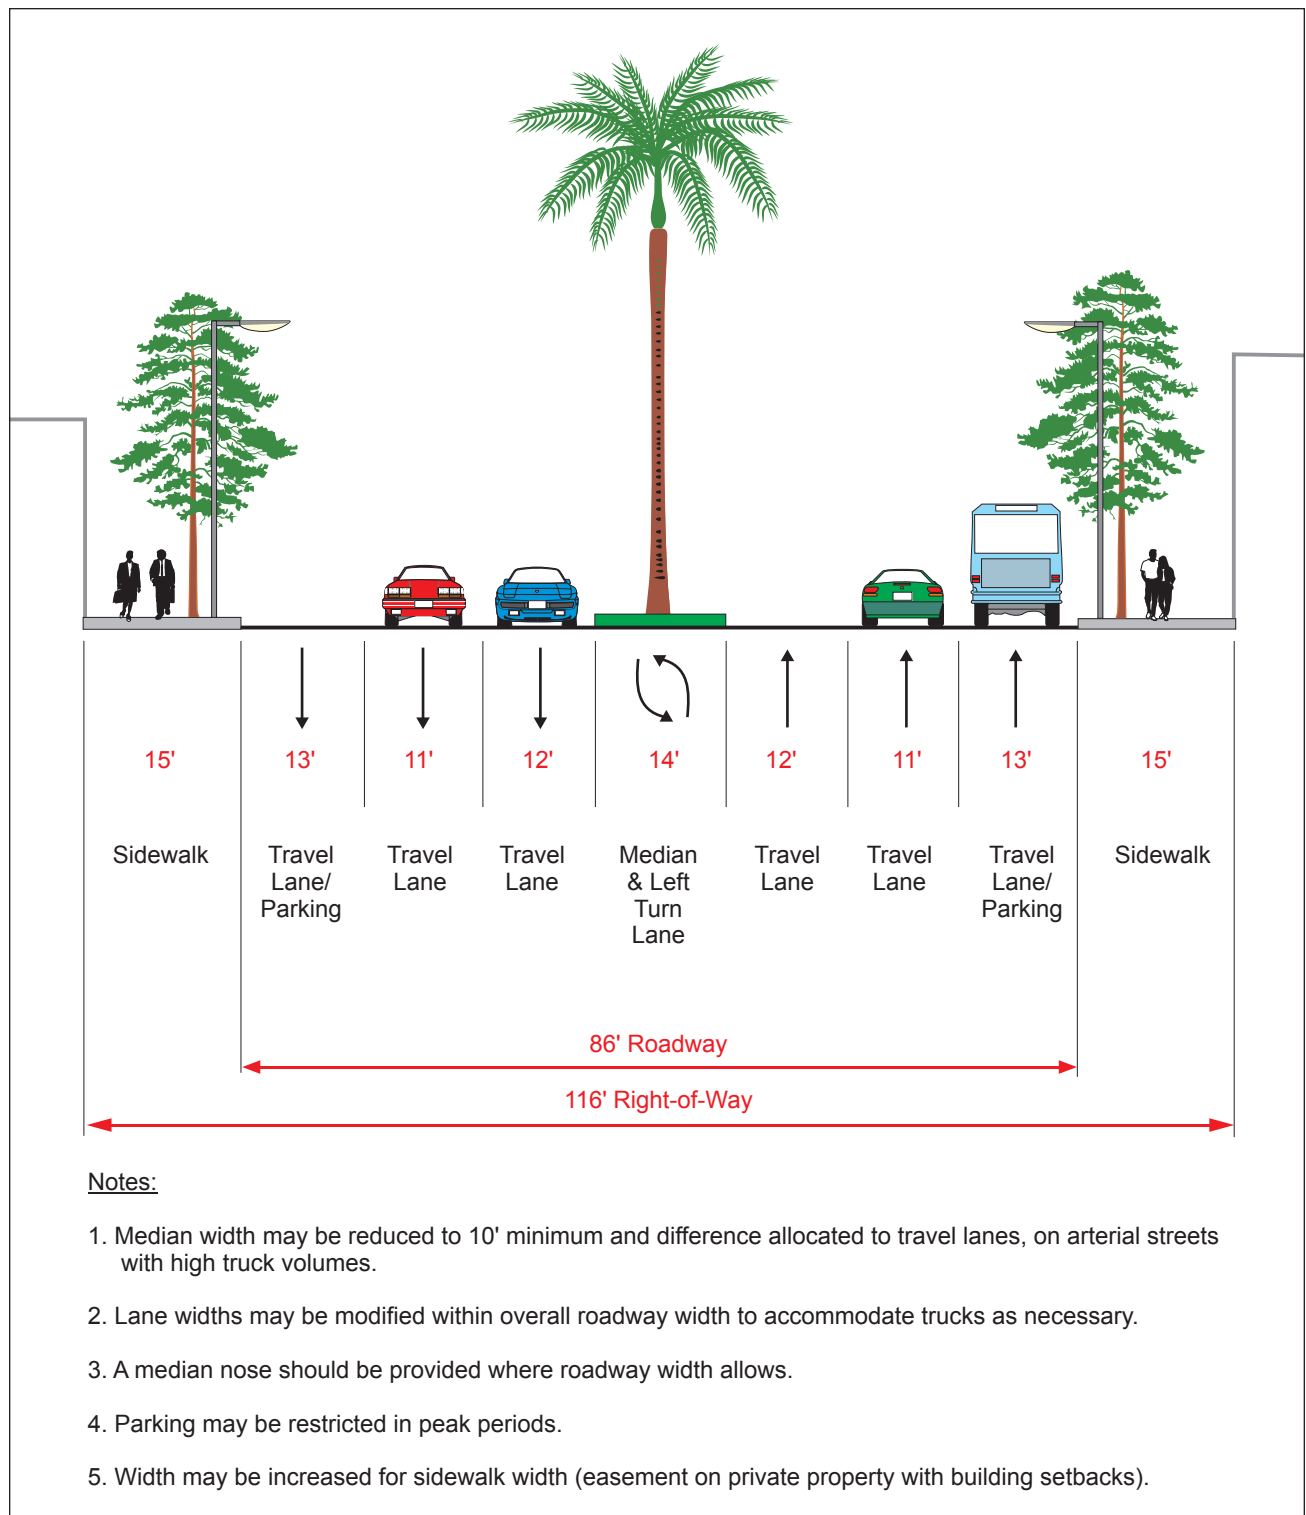 15' 13' 11' 12' 14' 12' 11' 13' 15'
Sidewalk
Travel
Lane/
Parking
Travel
Lane
Travel
Lane
Median
& Left
Turn
Lane
Travel
Lane
Travel
Lane
Travel
Lane/
Parking
Sidewalk
86' Roadway
116' Right-of-Way
Notes:
1. Median width may be reduced to 10' minimum and difference allocated to travel lanes, on arterial streets
with high truck volumes.
2. Lane widths may be modified within overall roadway width to accommodate trucks as necessary.
3. A median nose should be provided where roadway width allows.
4. Parking may be restricted in peak periods.
5. Width may be increased for sidewalk width (easement on private property with building setbacks).